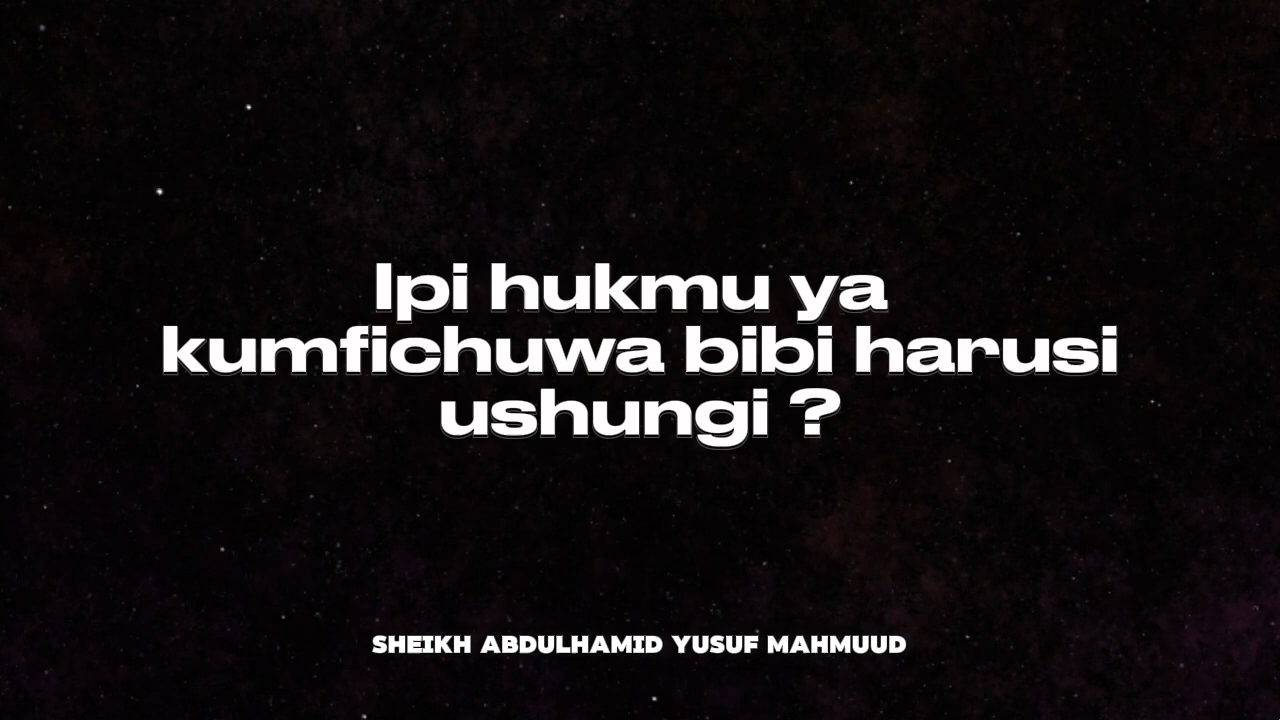 Ipi hukmu ya
kumfichuwa bibi harusi
ushungi ?
SHEIKH ABDULHAMID YUSUF MAHMUUD